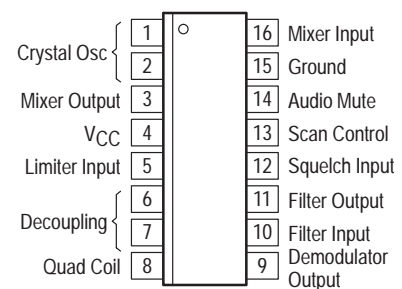 Crystal Osc
1
2
Mixer Output 3
VCC 4
Limiter Input 5
Decoupling
6
7
Quad Coil 8
16 Mixer Input
15 Ground
14 Audio Mute
13 Scan Control
12 Squelch Input
11 Filter Output
10 Filter Input
9 Demodulator
Output